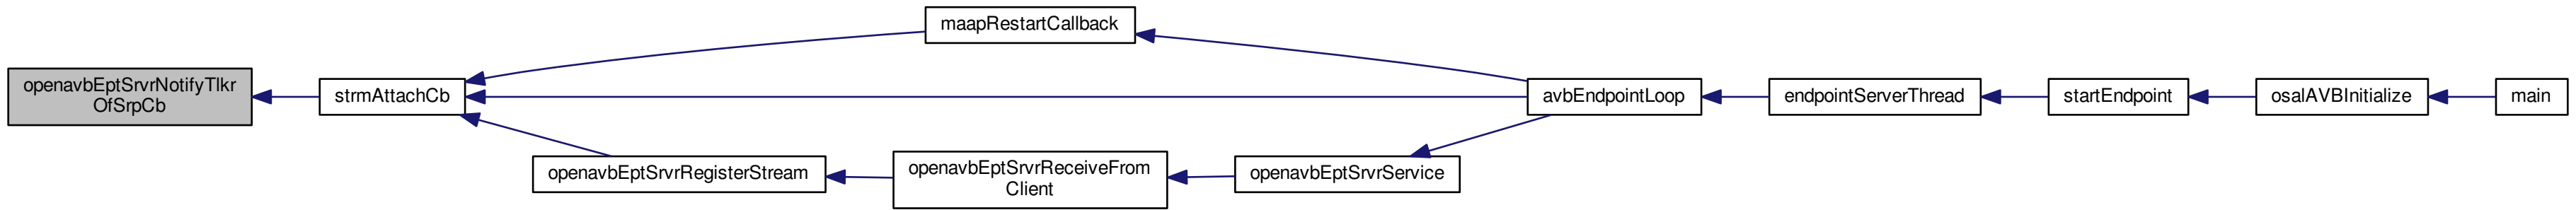 openavbEptSrvrNotifyTlkr
OfSrpCb
strmAttachCb
maapRestartCallback
openavbEptSrvrRegisterStream
openavbEptSrvrReceiveFrom
Client
openavbEptSrvrService
avbEndpointLoop
endpointServerThread
startEndpoint
osalAVBInitialize
main